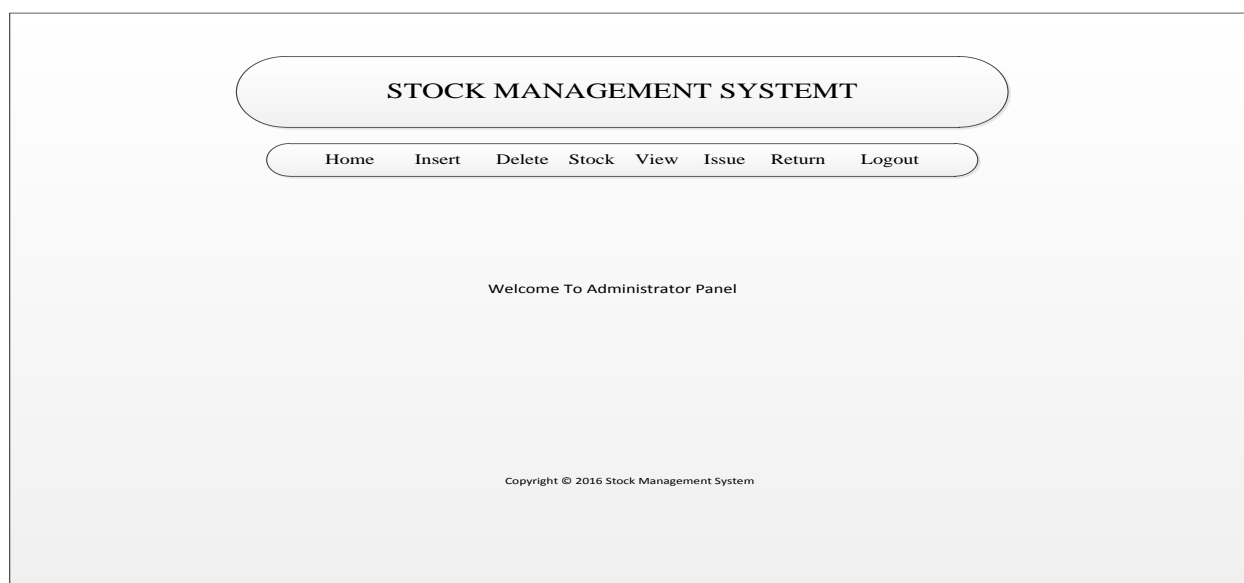 STOCK MANAGEMENT SYSTEMT
Home Insert Delete Stock View Issue Return Logout
Welcome To Administrator Panel
Copyright © 2016 Stock Management System